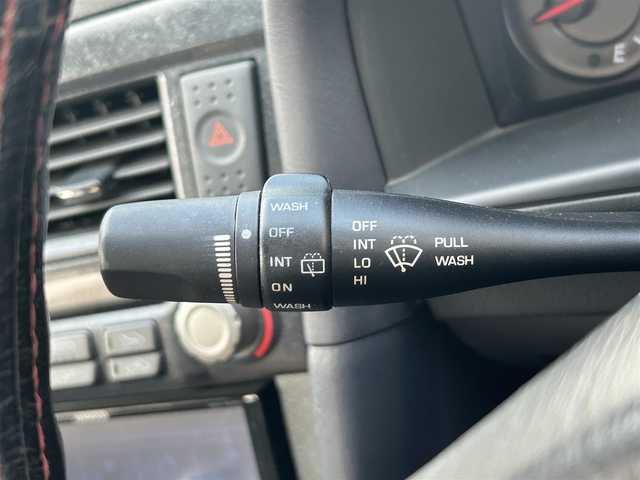 WASH
OFF
INT
ON
WASH
OFF
INT
LO
HI
PULL
WASH
E